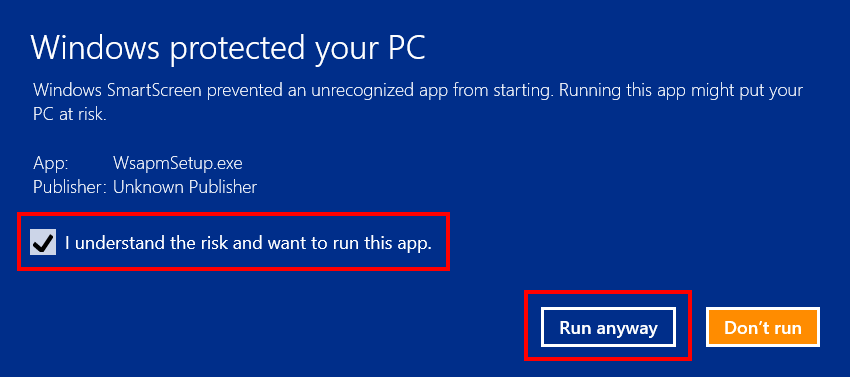 Windows protected your PC
Windows SmartScreen prevented an unrecognized app from starting. Running this app might put your
PC at risk.
App: WsapmSetup.exe
Publisher: Unknown Publisher
I understand the risk and want to run this app.
Run anyway Don't run